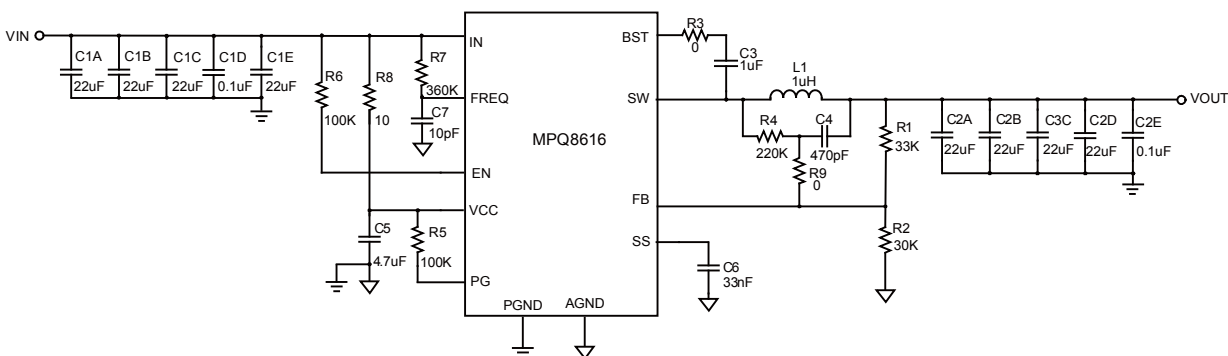 VIN
C1A
22uF
C1B
22uF
C1C
22uF
C1D
0.1uF
C1E
22uF
R6
100K
R8
10
R7
360K
C7
10pF
C5
4.7uF
R5
100K
IN
FREQ
EN
VCC
PG
MPQ8616
PGND
AGND
BST
SW
FB
SS
R3
0
C3
1uF
L1
1uH
R4
220K
C4
470pF
R9
0
R1
33K
R2
30K
C6
33nF
C2A
22uF
C2B
22uF
C3C
22uF
C2D
22uF
C2E
0.1uF
VOUT